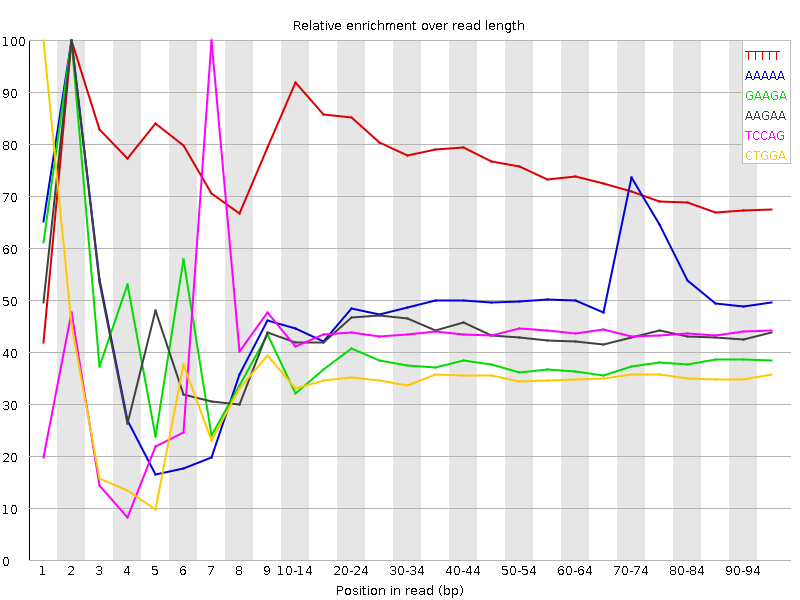 Relative enrichment over read length
100
90
80
70
60
50
40
30
20
10
0
TTTTT
AAAAA
GAAGA
AAGAA
TCCAG
CTGGA
1 2 3 4 5 6 7 8 9 10-14 20-24 30-34 40-44 50-54 60-64 70-74 80-84 90-94
Position in read (bp)